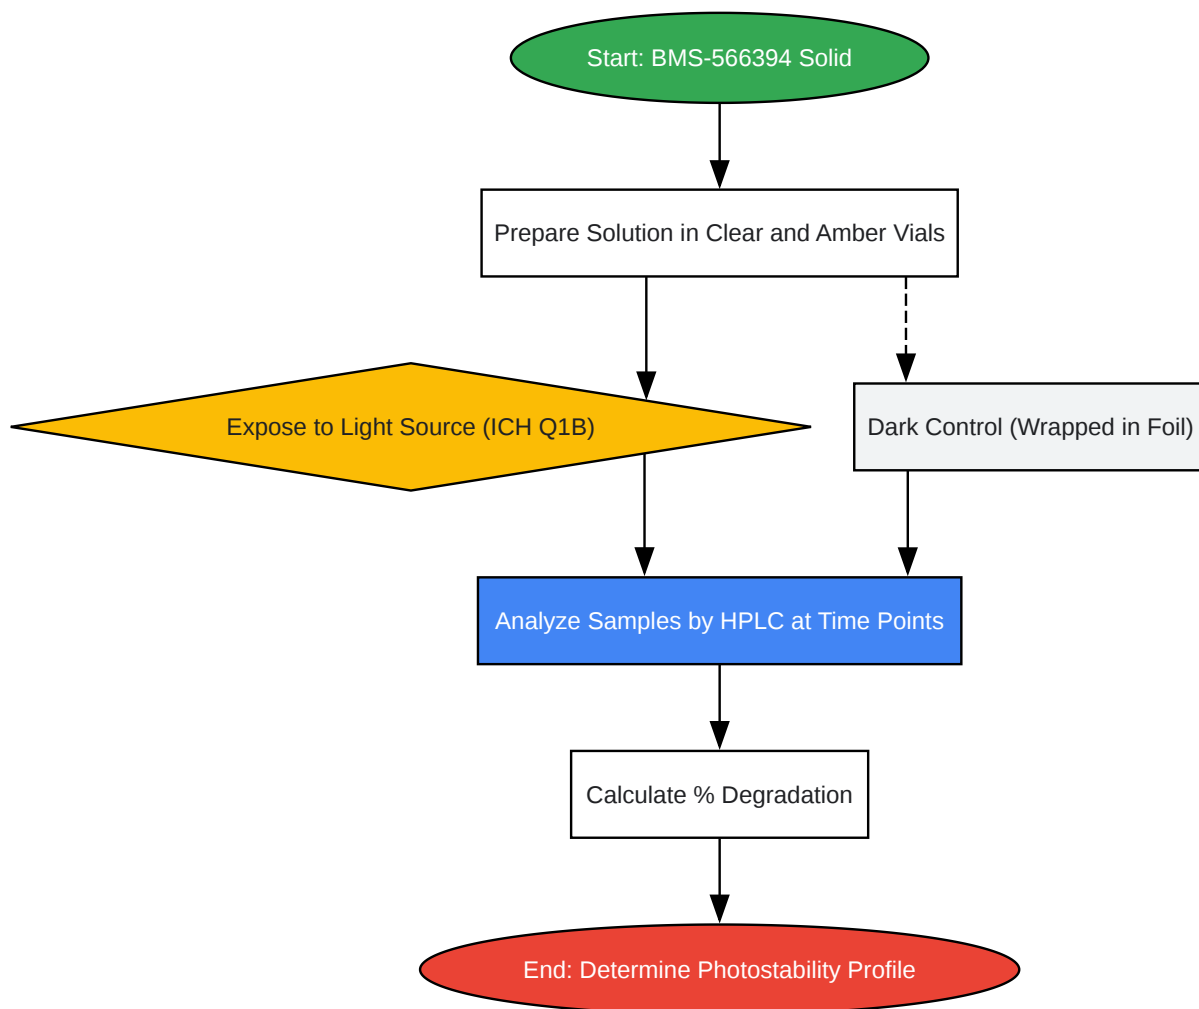 Start: BMS-566394 Solid
Prepare Solution in Clear and Amber Vials
Expose to Light Source (ICH Q1B)
Dark Control (Wrapped in Foil)
Analyze Samples by HPLC at Time Points
Calculate % Degradation
End: Determine Photostability Profile